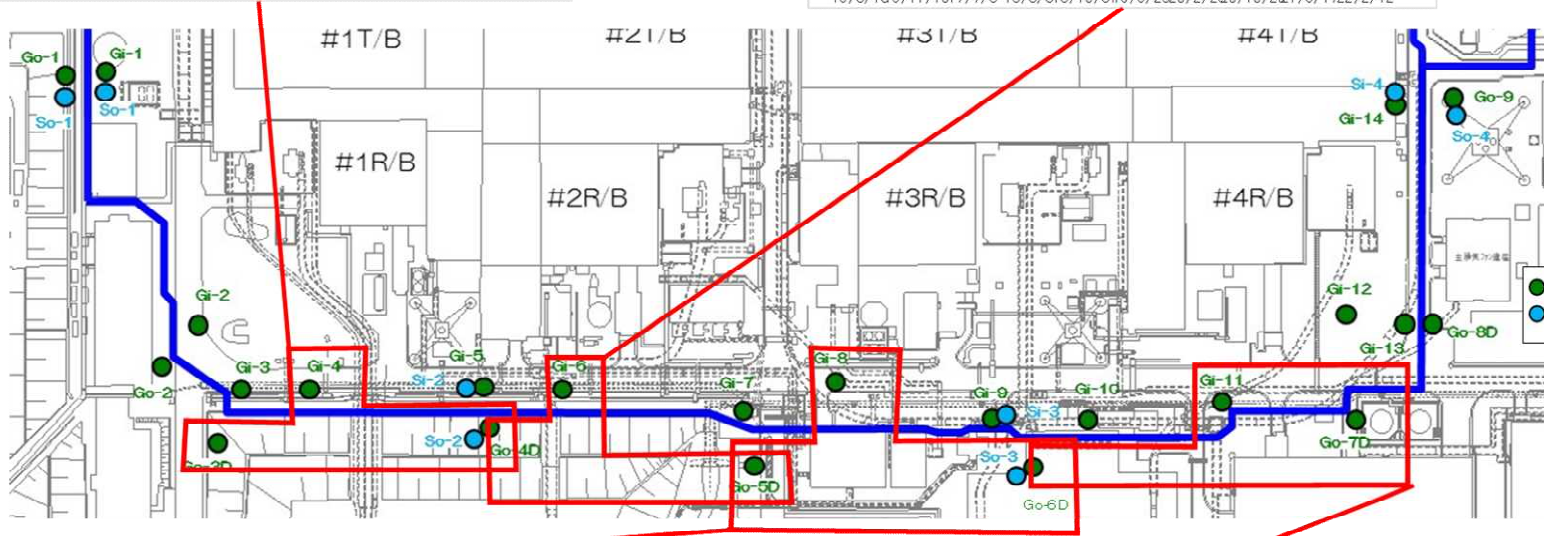 #1T/B
#2T/B
#3T/B
#4T/B
Go-1
Gi-1
So-1
So-1
Si-4
Gi-14
Go-9
So-4
#1R/B
#2R/B
#3R/B
#4R/B
Gi-2
Gi-12
Gi-13
Go-8D
Go-2
Gi-3
Gi-4
Gi-5
Si-2
Gi-6
Gi-7
Gi-8
Gi-9
Si-3
Gi-10
Gi-11
Go-7D
Go-3D
So-2
Go-4D
Go-5D
So-3
Go-6D